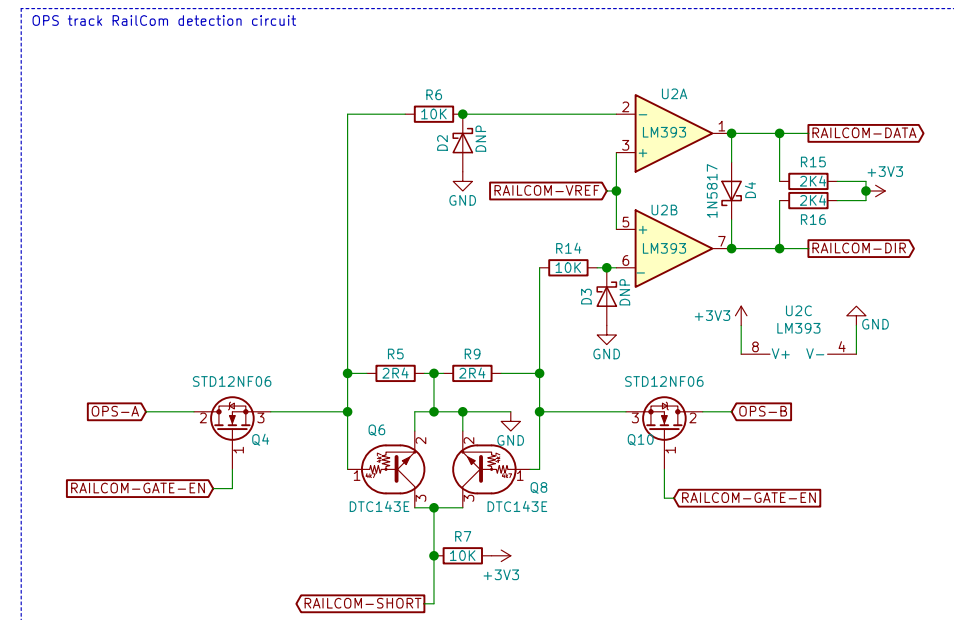 OPS track RailCom detection circuit
R6
10K
D2
DNP
GND
U2A
2
−
LM393
1
3
+
RAILCOM-DATA
RAILCOM-VREF
1N5817
D4
R15
2K4
+3V3
2K4
R16
U2B
5
+
LM393
7
6
−
RAILCOM-DIR
R14
10K
D3
DNP
GND
+3V3
U2C
LM393
GND
8
V+
V-
4
R5
2R4
R9
2R4
STD12NF06
OPS-A
2
3
Q4
1
RAILCOM-GATE-EN
GND
Q6
2
1
4k7
3
DTC143E
2
1
4k7
3
Q8
DTC143E
STD12NF06
3
2
OPS-B
Q10
1
RAILCOM-GATE-EN
R7
10K
+3V3
RAILCOM-SHORT